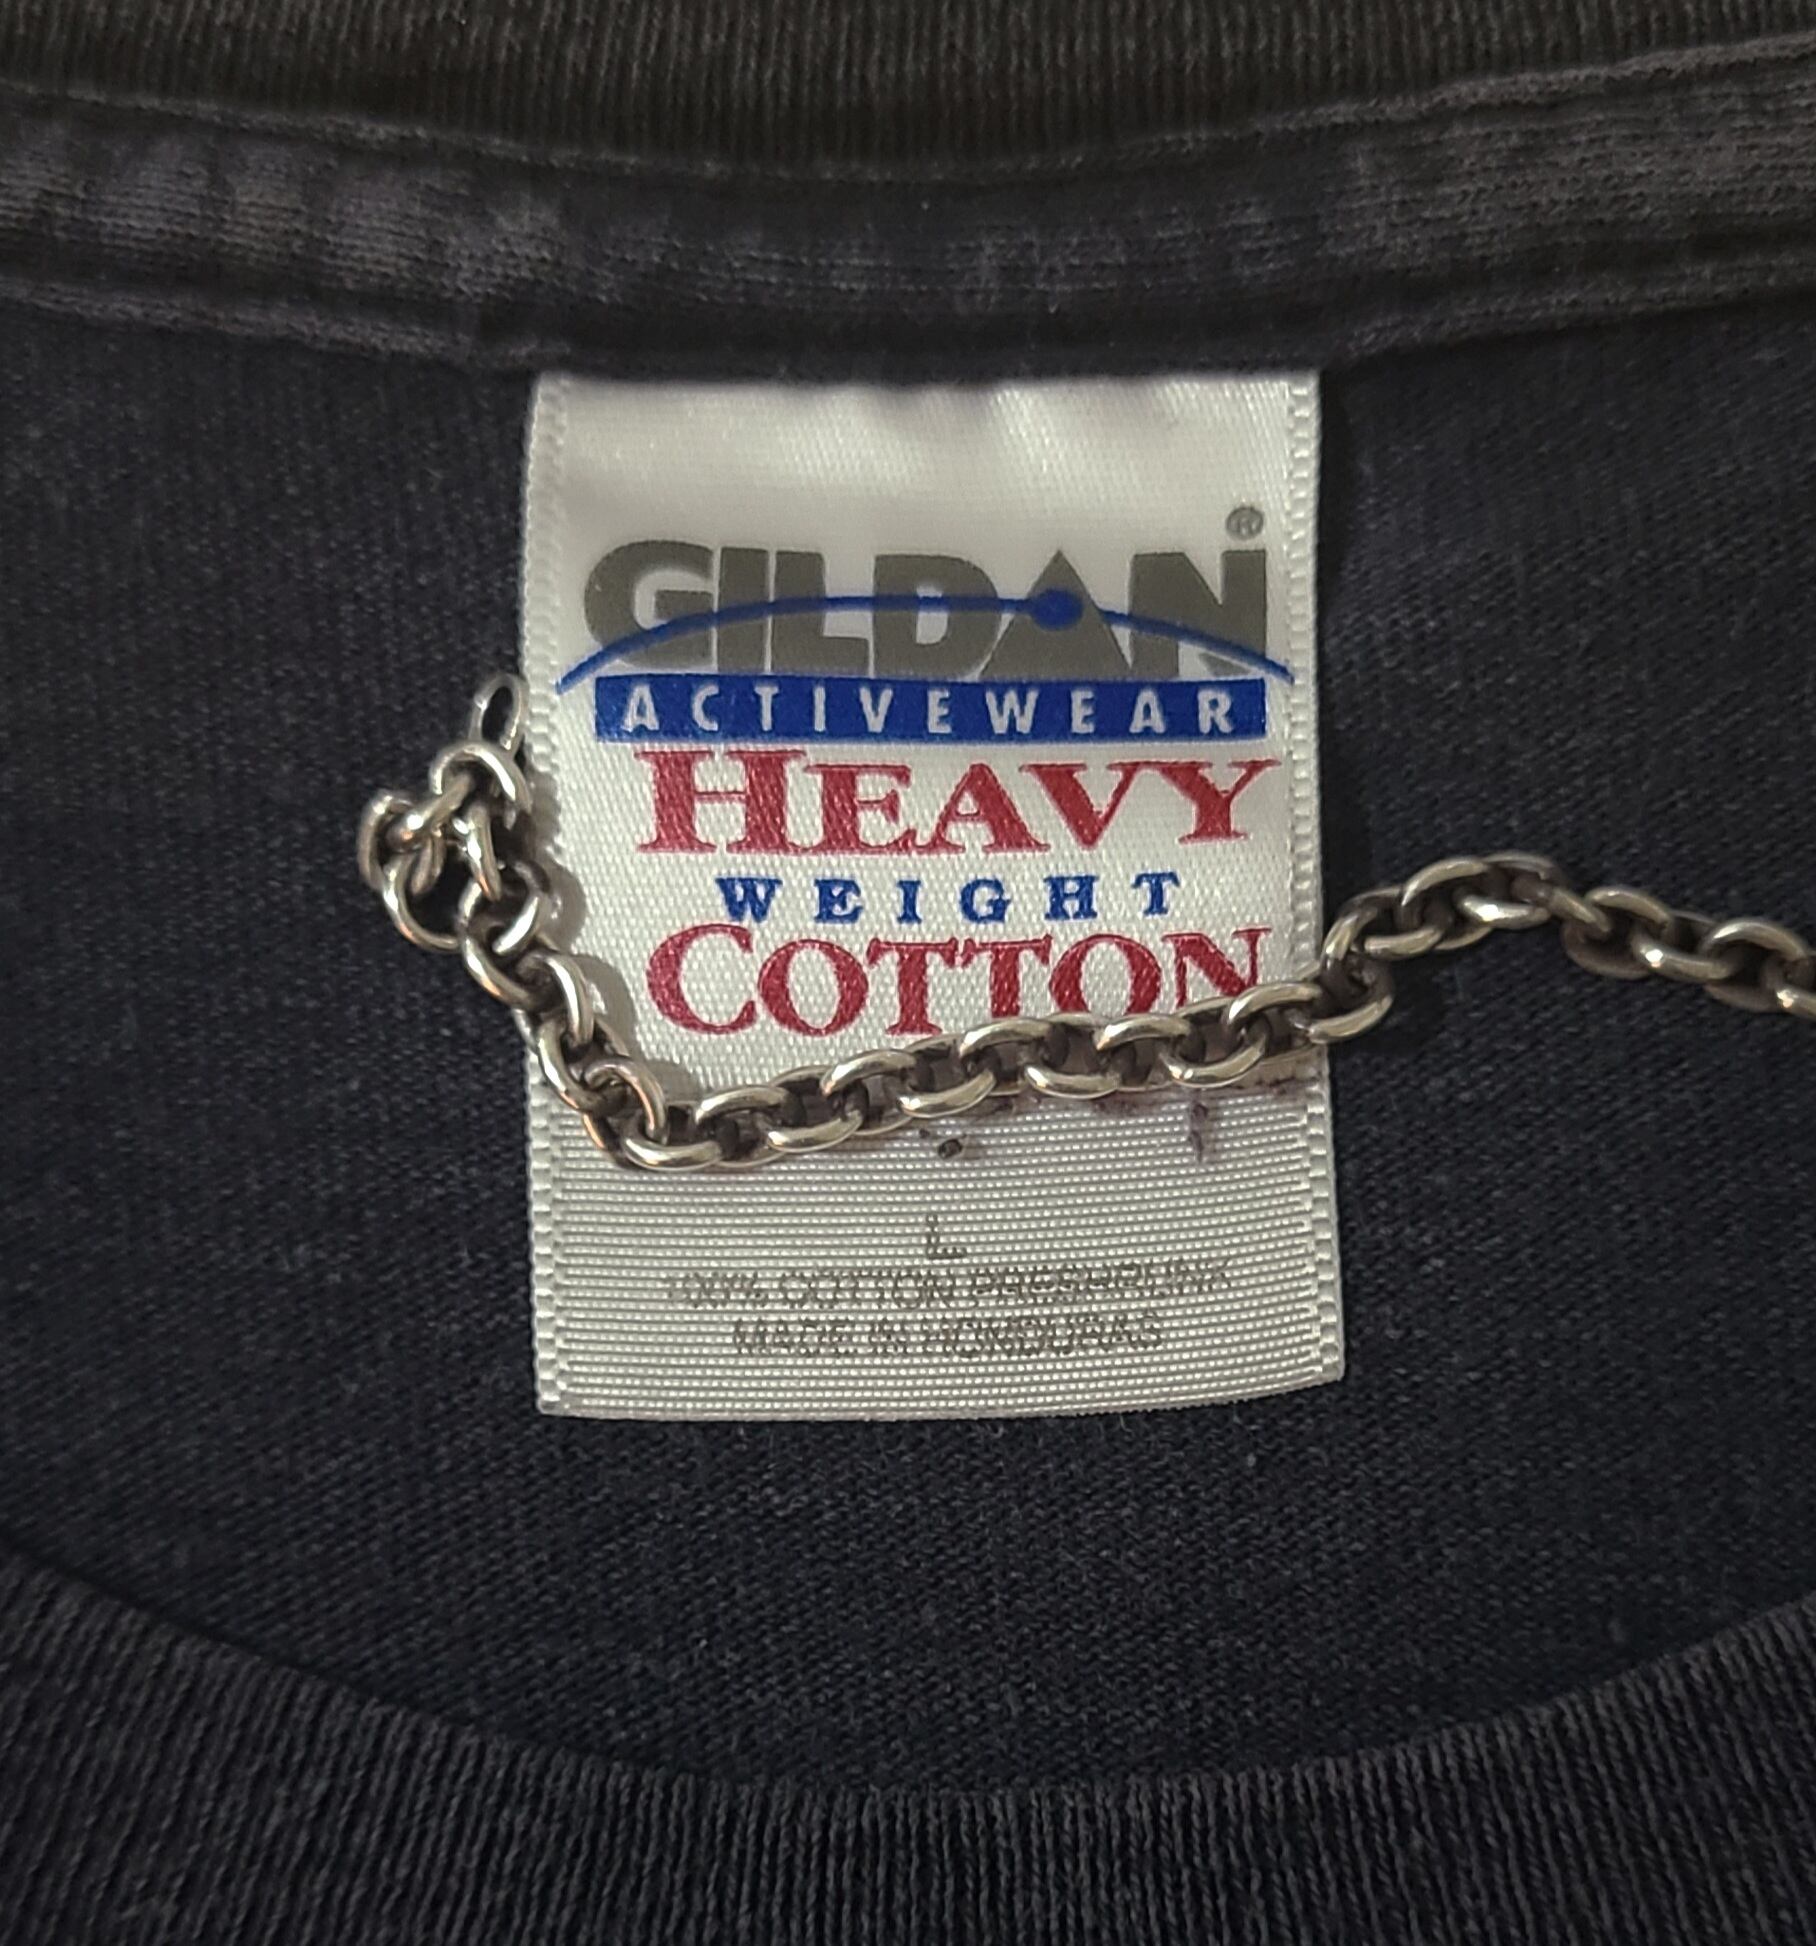 GILDAN®
ACTIVEWEAR
HEAVY
WEIGHT
COTTON
L
100% COTTON PRESHRUNK
MADE IN HONDURAS